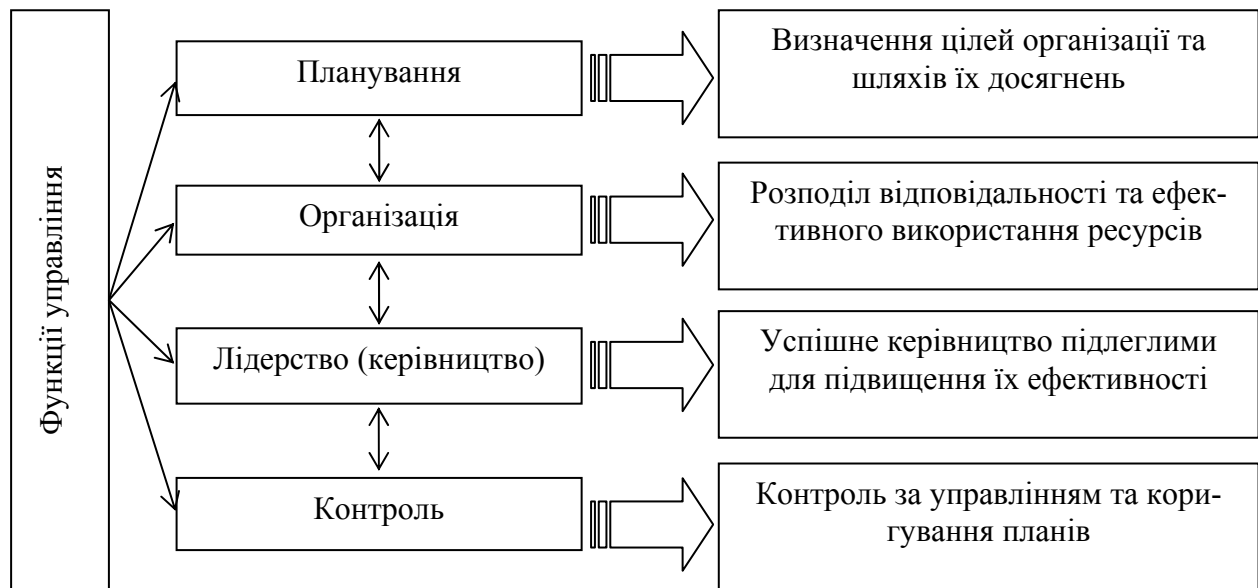 Функції управління
Планування
Визначення цілей організації та
шляхів їх досягнень
Організація
Розподіл відповідальності та ефек-
тивного використання ресурсів
Лідерство (керівництво)
Успішне керівництво підлеглими
для підвищення їх ефективності
Контроль
Контроль за управлінням та кори-
гування планів